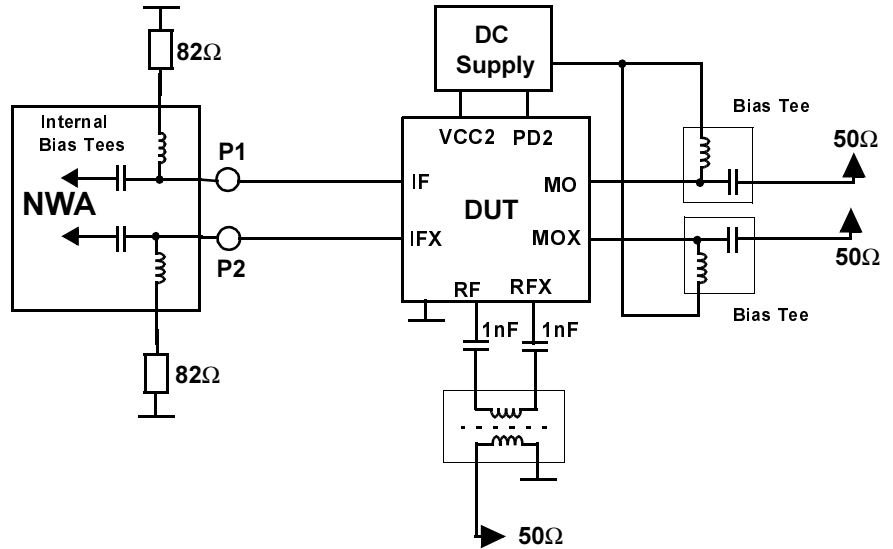 82Ω
DC
Supply
Internal
Bias Tees
P1
VCC2
PD2
Bias Tee
50Ω
IF
MO
NWA
DUT
IFX
MOX
P2
50Ω
RF
RFX
Bias Tee
1nF
1nF
82Ω
50Ω